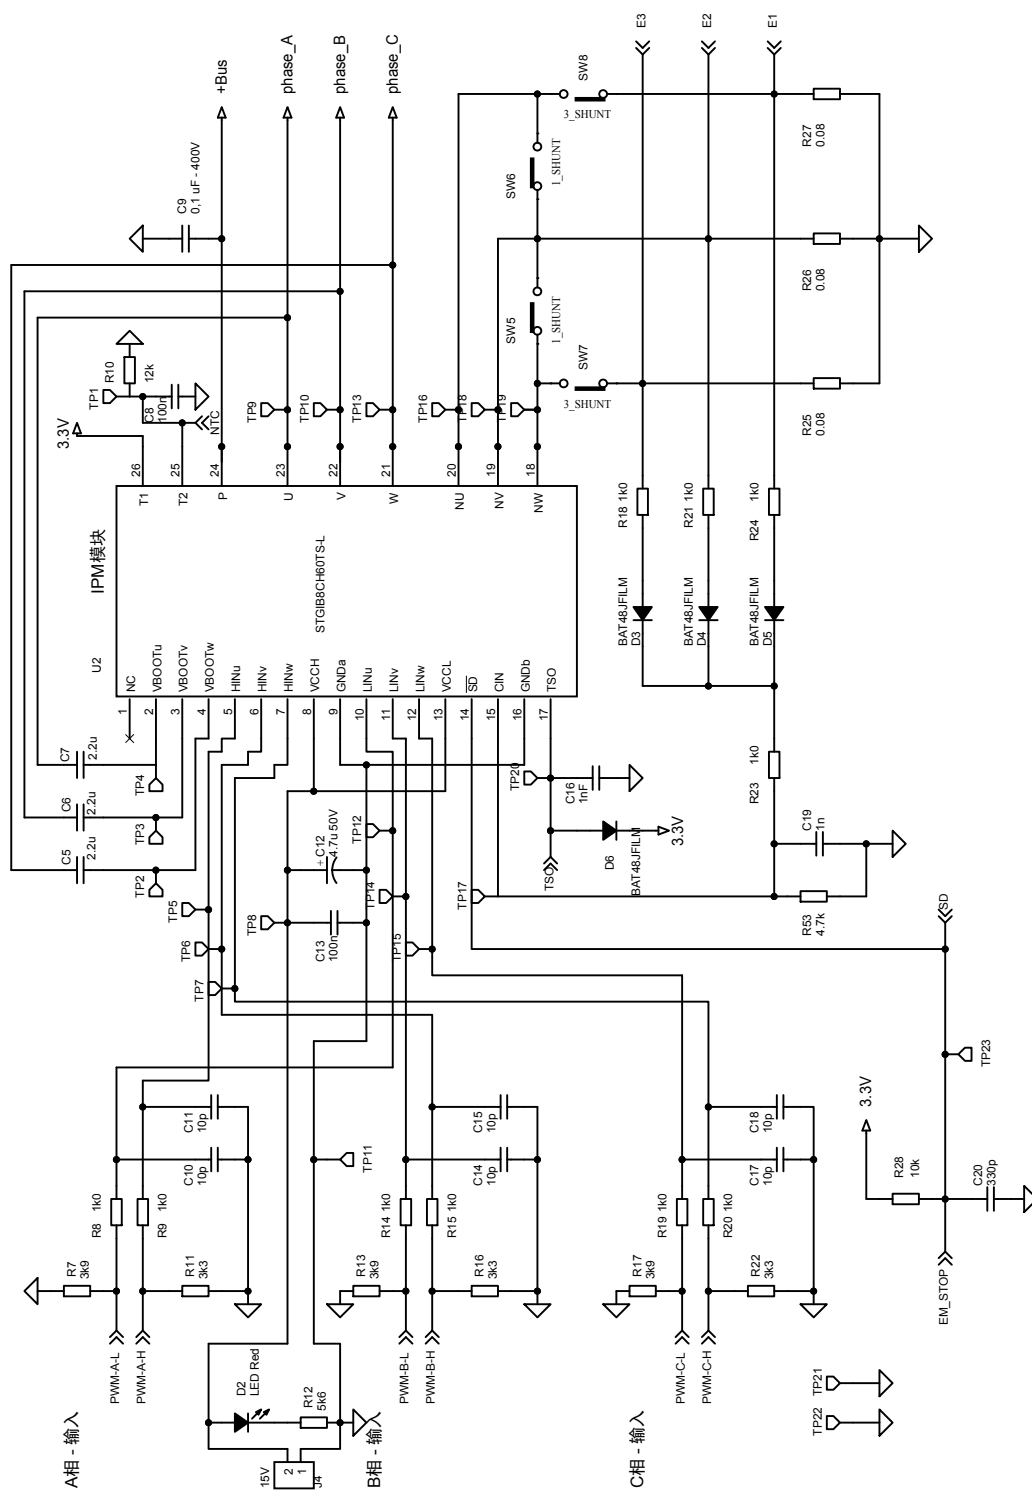 E3
E2
E1
phase_C
phase_B
phase_A
+Bus
SW8
3_SHUNT
R27
0.08
SW6
1_SHUNT
C9
0,1 uF - 400V
R26
0.08
SW5
1_SHUNT
R10
12k
SW7
3_SHUNT
TP1
C8
100n
NTC
3.3V
R25
0.08
TP9
TP10
TP13
TP16
TP18
TP19
26
25
24
23
22
21
20
19
18
T1
T2
P
U
V
W
NU
NV
NW
R18 1k0
R21 1k0
R24 1k0
IPM模块
STGIB8CH60TS-L
U2
BAT48JFILM
D3
BAT48JFILM
D4
BAT48JFILM
D5
NC
VBOOTu
VBOOTv
VBOOTw
HINu
HINv
HINw
VCCH
GNDa
LINu
LINv
LINw
VCCL
SD
CIN
GNDb
TSO
1
2
3
4
5
6
7
8
9
10
11
12
13
14
15
16
17
C7
2.2u
C6
2.2u
C5
2.2u
TP4
TP3
TP2
TP20
C16
1nF
R23
1k0
C19
1n
TP12
+
C12
4.7u 50V
D6
BAT48JFILM
3.3V
TSO
TP5
TP6
TP7
TP8
C13
100n
TP14
TP15
TP17
R53
4.7k
SD
TP23
C11
10p
C10
10p
C15
10p
C14
10p
C18
10p
C17
10p
TP11
3.3V
R28
10k
C20
330p
R8 1k0
R9 1k0
R14 1k0
R15 1k0
R19 1k0
R20 1k0
R7
3k9
R11
3k3
R13
3k9
R16
3k3
R17
3k9
R22
3k3
EM_STOP
PWM-A-L
PWM-A-H
PWM-B-L
PWM-B-H
PWM-C-L
PWM-C-H
D2
LED Red
R12
5k6
TP21
TP22
A相 - 输入
B相 - 输入
C相 - 输入
15V
2
1
J4